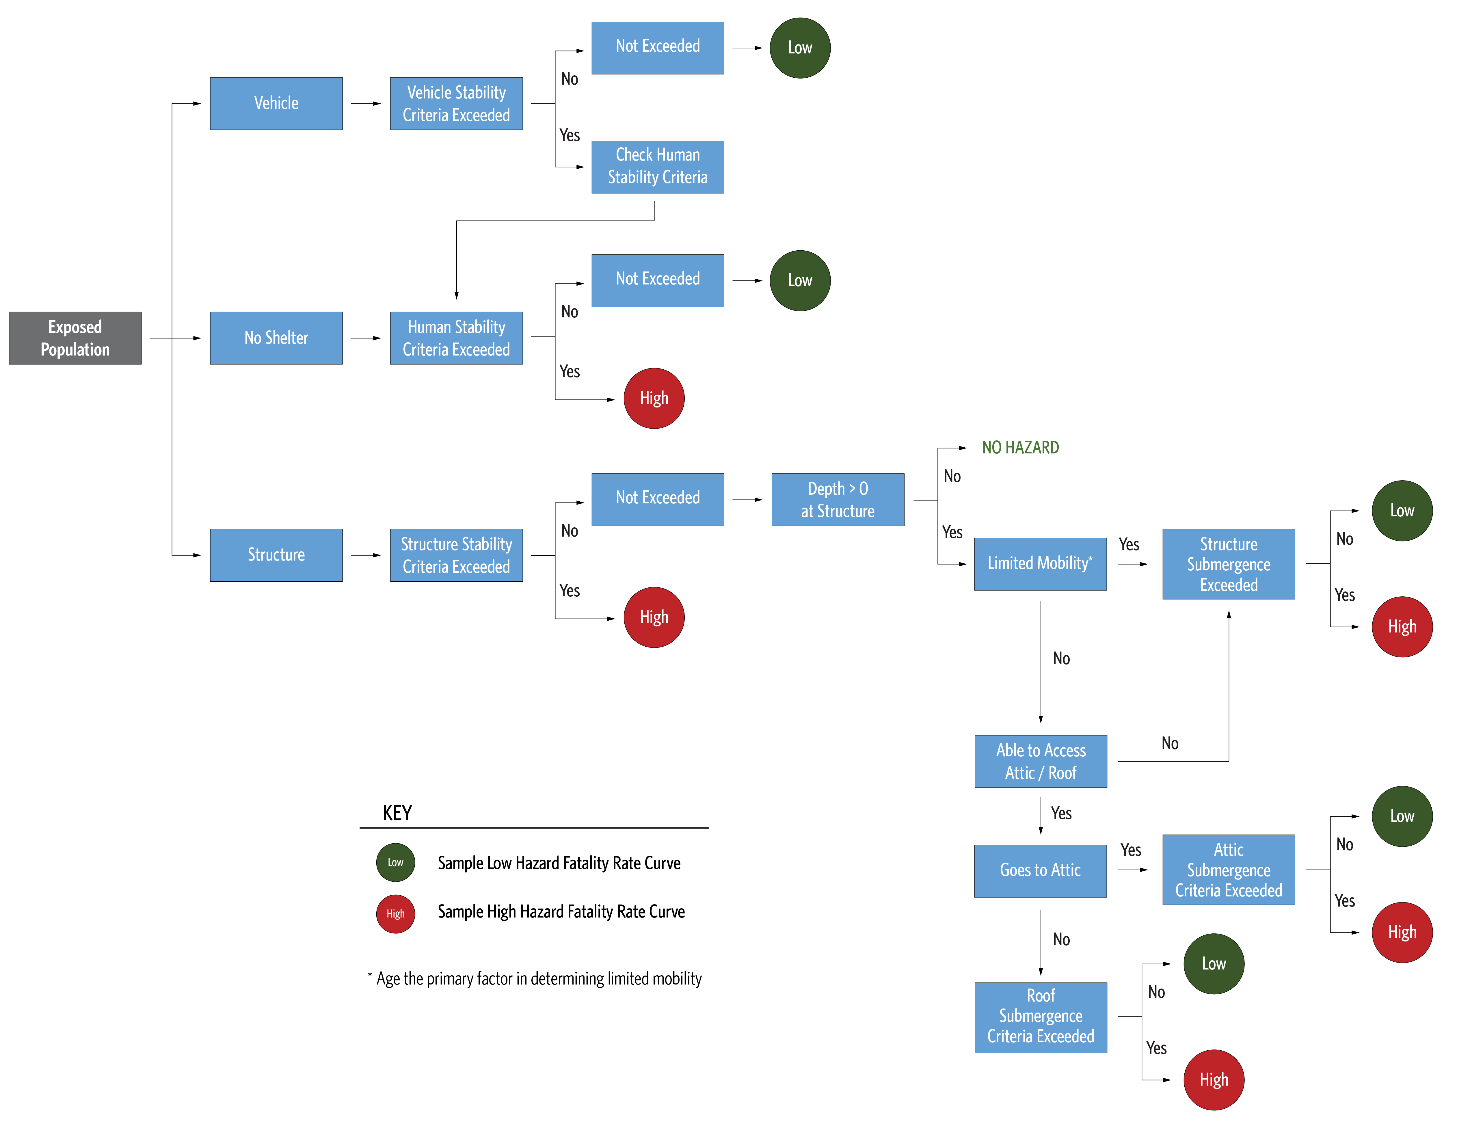 Not Exceeded
Low
No
Vehicle
Vehicle Stability
Criteria Exceeded
Yes
Check Human
Stability Criteria
Not Exceeded
Low
No
Exposed
Population
No Shelter
Human Stability
Criteria Exceeded
Yes
High
NO HAZARD
No
Not Exceeded
Depth > 0
at Structure
Yes
No
Structure
Structure Stability
Criteria Exceeded
Yes
High
Limited Mobility*
Yes
Structure
Submergence
Exceeded
Low
No
Yes
High
No
Able to Access
Attic / Roof
No
Yes
Goes to Attic
Yes
Attic
Submergence
Criteria Exceeded
Low
No
Yes
High
No
Roof
Submergence
Criteria Exceeded
Low
No
Yes
High
KEY
Low
Sample Low Hazard Fatality Rate Curve
High
Sample High Hazard Fatality Rate Curve
* Age the primary factor in determining limited mobility